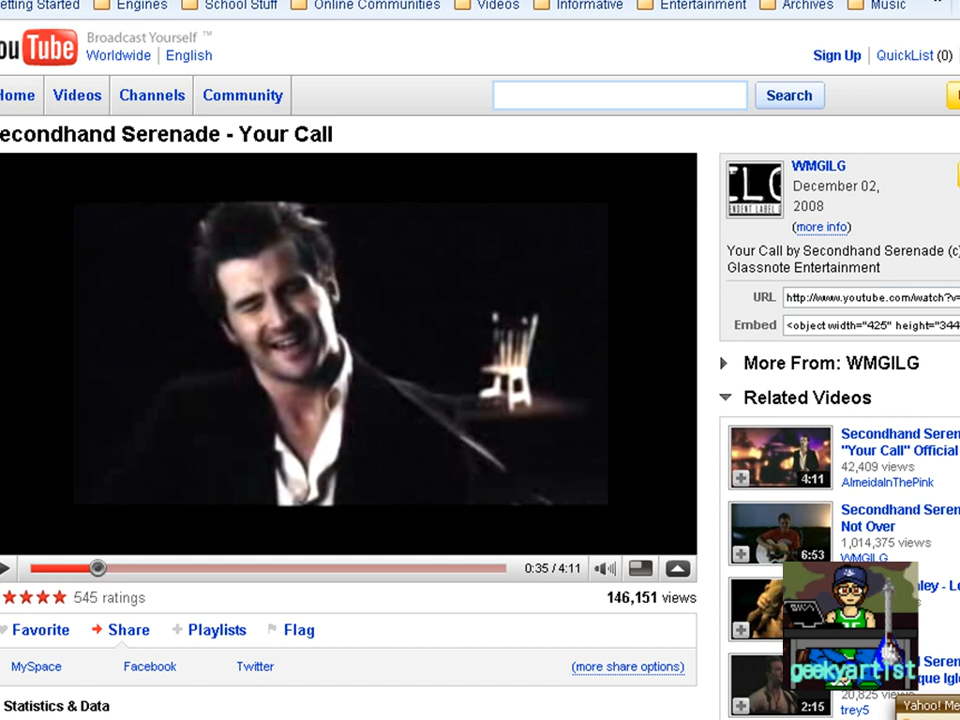 etting Started Engines School Stuff Online Communities Videos Informative Entertainment Archives Music
ou Tube Broadcast Yourself ™
Worldwide | English
Sign Up | QuickList (0)
Home Videos Channels Community Search
econdhand Serenade - Your Call
WMGILG
December 02,
2008
(more info)
Your Call by Secondhand Serenade (c)
Glassnote Entertainment
URL http://www.youtube.com/watch?v=
Embed <object width="425" height="344
More From: WMGILG
Related Videos
Secondhand Seren
"Your Call" Official
42,409 views
AlmeidaInThePink
4:11
Secondhand Seren
Not Over
1,014,375 views
WMGILG
6:53
0:35 / 4:11
545 ratings
146,151 views
Favorite Share Playlists Flag
MySpace Facebook Twitter (more share options)
ley - Lo
Seren
que Igle
20,825 views
trey5
2:15
geekyartist
Statistics & Data
Yahoo! Me